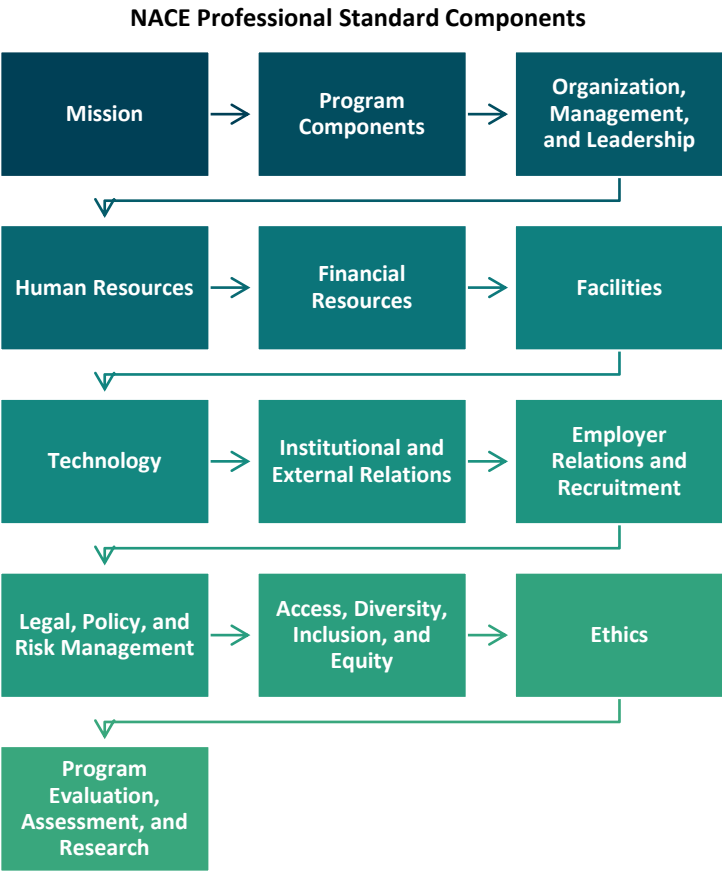 NACE Professional Standard Components
Mission
Program
Components
Organization,
Management,
and Leadership
Human Resources
Financial
Resources
Facilities
Technology
Institutional and
External Relations
Employer
Relations and
Recruitment
Legal, Policy, and
Risk Management
Access, Diversity,
Inclusion, and
Equity
Ethics
Program
Evaluation,
Assessment, and
Research